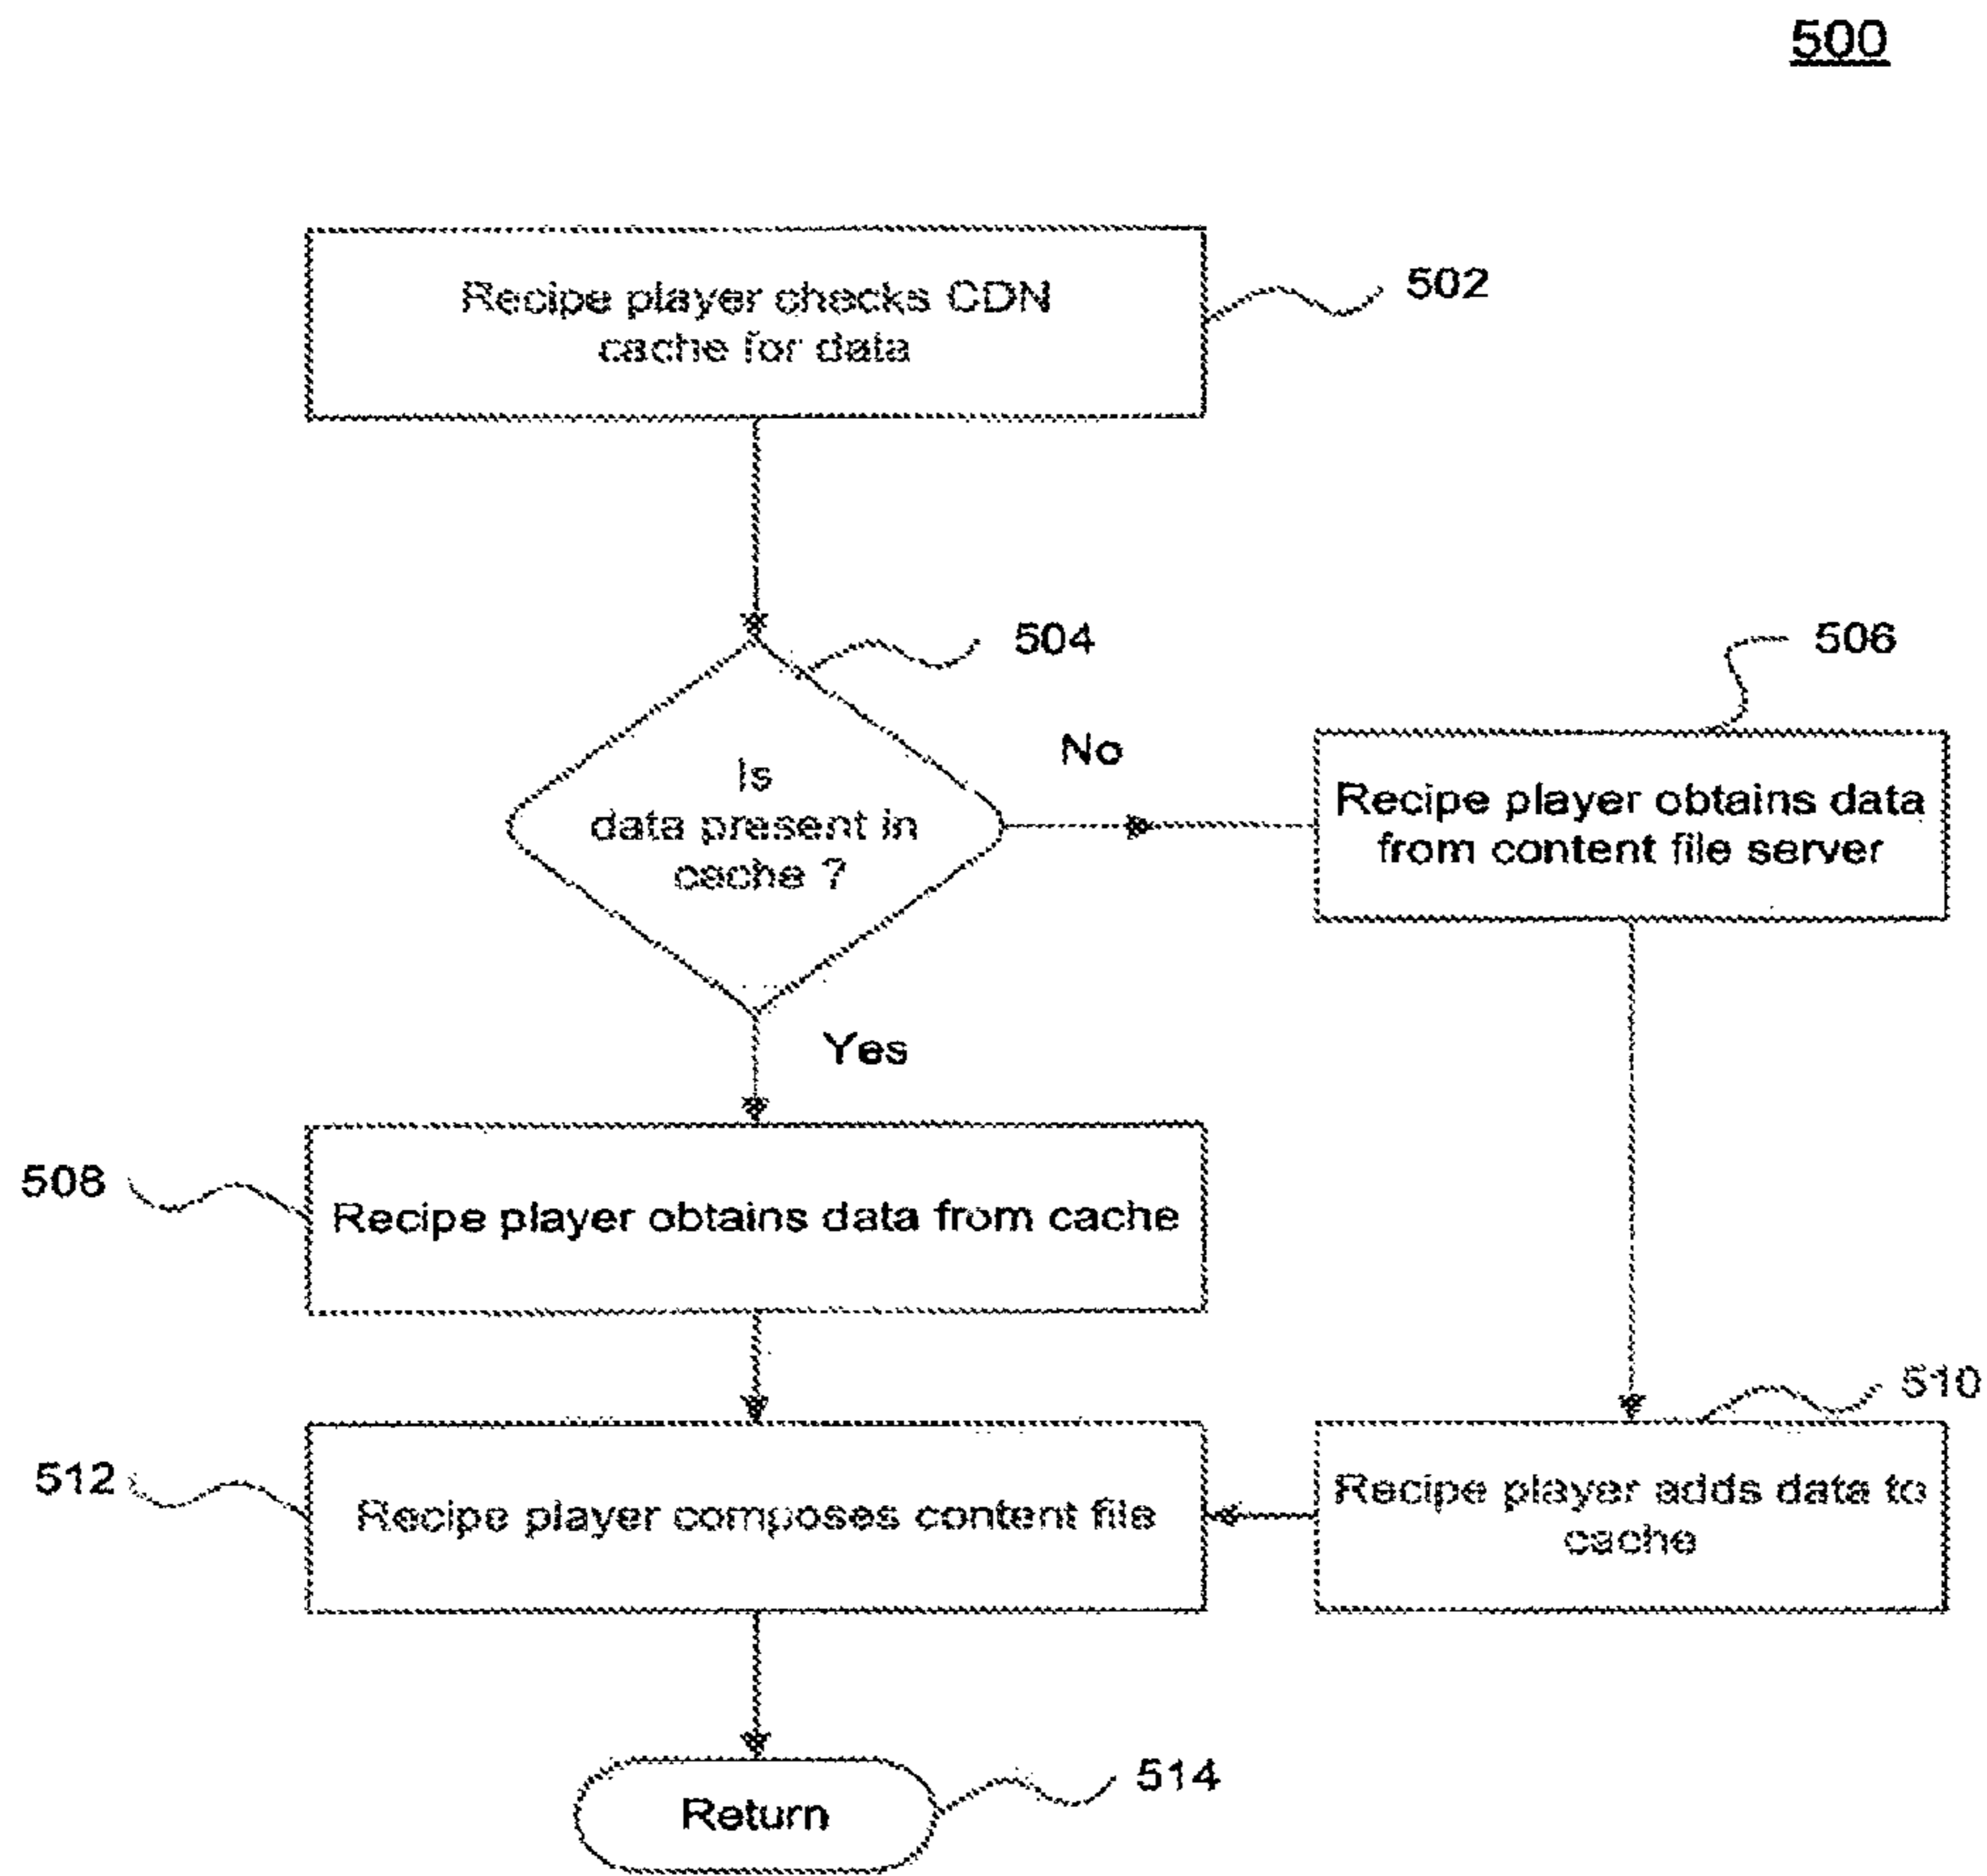 500
Recipe player checks CDN
cache for data
502
504
Is
data present in
cache ?
No
506
Recipe player obtains data
from content file server
Yes
508
Recipe player obtains data from cache
510
Recipe player adds data to
cache
512
Recipe player composes content file
514
Return